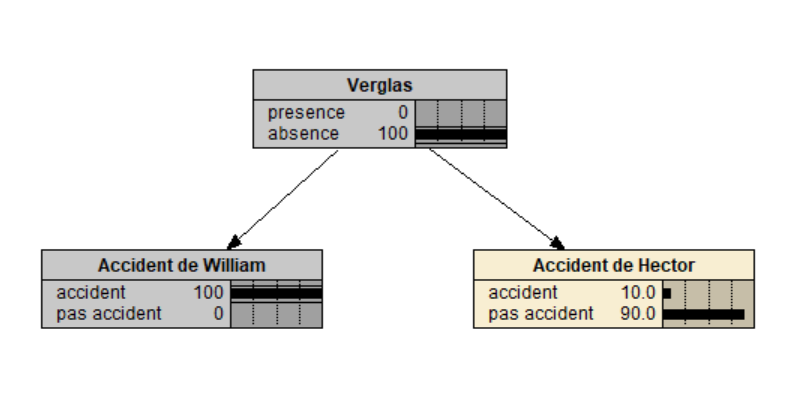 Verglas
presence 0
absence 100
Accident de William
accident 100
pas accident 0
Accident de Hector
accident 10.0
pas accident 90.0